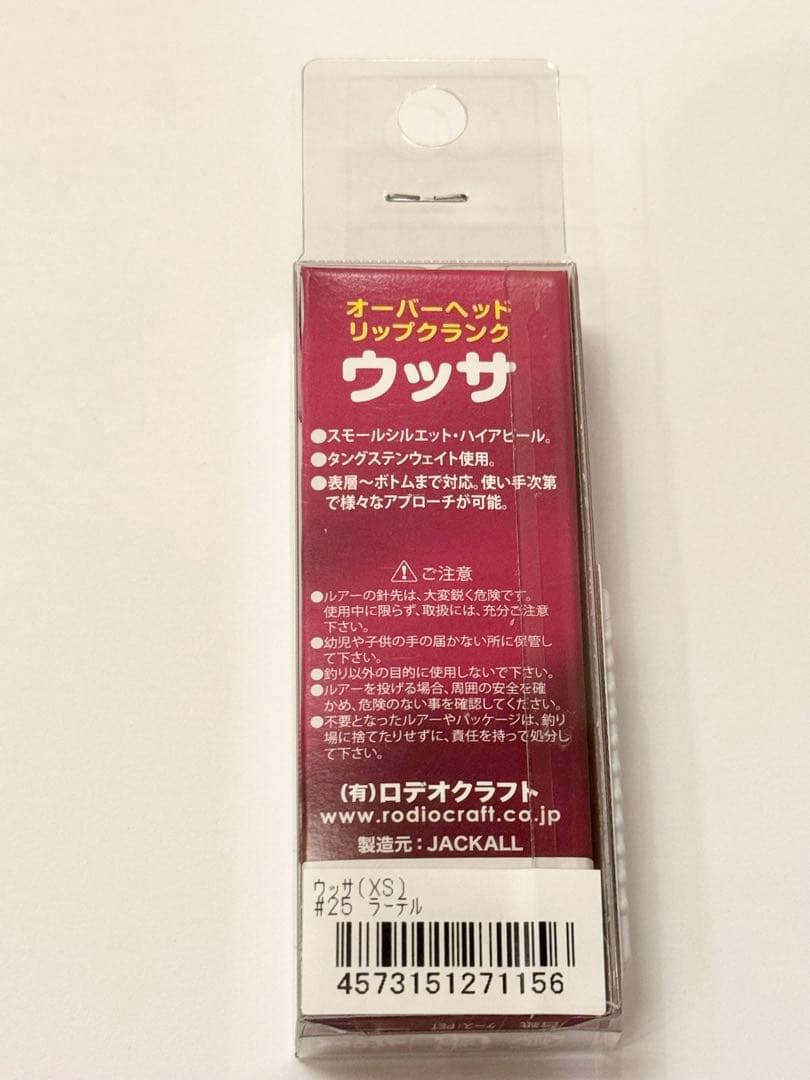 オーバーヘッド
リップクランク
ウッサ
●スモールシルエット・ハイアピール。
●タングステンウェイト使用。
●表層〜ボトムまで対応。使い手次第
で様々なアプローチが可能。
ご注意
●ルアーの針先は、大変鋭く危険です。
使用中に限らず、取扱には、充分ご注意
下さい。
●幼児や子供の手の届かない所に保管し
て下さい。
●釣り以外の目的に使用しないで下さい。
●ルアーを投げる場合、周囲の安全を確
かめ、危険のない事を確認してください。
●不要となったルアーやパッケージは、釣り
場に捨てたりせずに、責任を持って処分し
て下さい。
(有)ロデオクラフト
www.rodiocraft.co.jp
製造元：JACKALL
ウッサ(XS)
#25 ラーテル
4573151271156